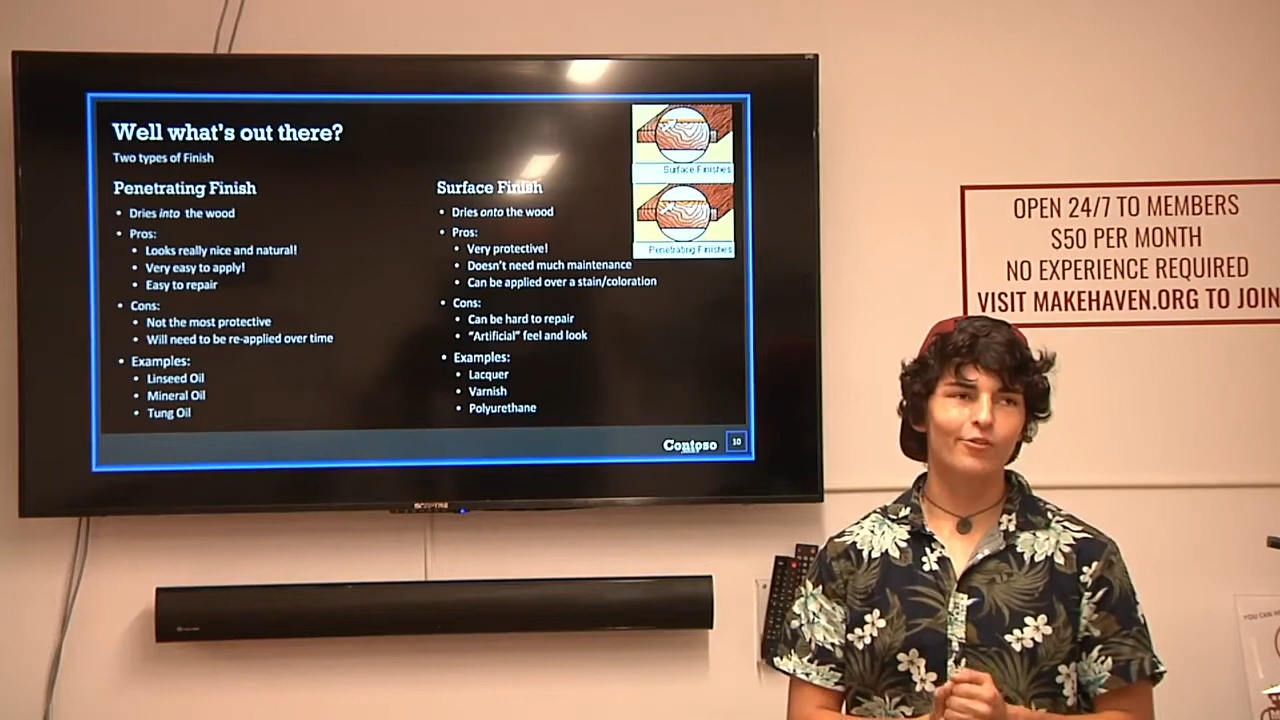 Well what's out there?
Two types of Finish
Penetrating Finish
• Dries into the wood
• Pros:
• Looks really nice and natural!
• Very easy to apply!
• Easy to repair
• Cons:
• Not the most protective
• Will need to be re-applied over time
• Examples:
• Linseed Oil
• Mineral Oil
• Tung Oil
Surface Finish
• Dries onto the wood
• Pros:
• Very protective!
• Doesn't need much maintenance
• Can be applied over a stain/coloration
• Cons:
• Can be hard to repair
• "Artificial" feel and look
• Examples:
• Lacquer
• Varnish
• Polyurethane
Surface Finishes
Penetrating Finishes
Contoso
10
OPEN 24/7 TO MEMBERS
$50 PER MONTH
NO EXPERIENCE REQUIRED
VISIT MAKEHAVEN.ORG TO JOIN
YOU CAN